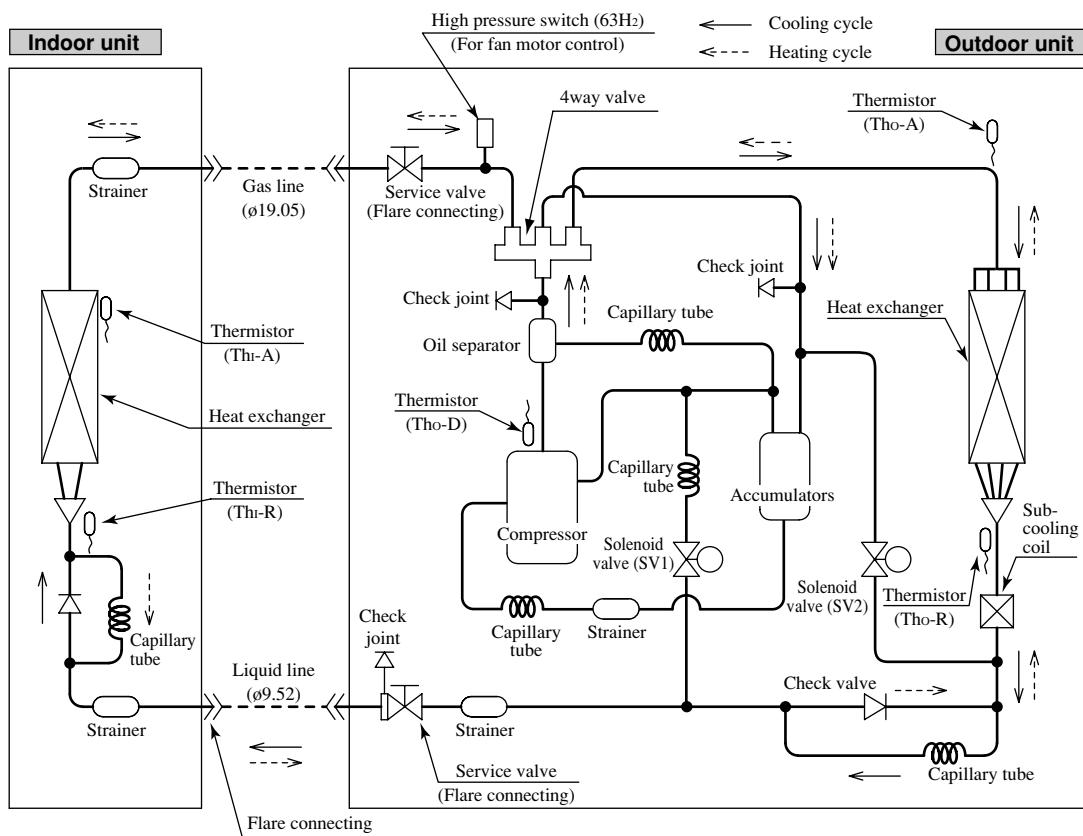 Indoor unit
High pressure switch (63H2)
(For fan motor control)
Cooling cycle
Heating cycle
Outdoor unit
4way valve
Thermistor
(ThO-A)
Strainer
Gas line
(ø19.05)
Service valve
(Flare connecting)
Check joint
Check joint
Capillary tube
Heat exchanger
Oil separator
Thermistor
(ThI-A)
Thermistor
(ThO-D)
Heat exchanger
Capillary
tube
Accumulators
Thermistor
(ThI-R)
Compressor
Sub-
cooling
coil
Solenoid
valve (SV1)
Solenoid
valve (SV2)
Thermistor
(ThO-R)
Check
joint
Capillary
tube
Strainer
Capillary
tube
Liquid line
(ø9.52)
Check valve
Strainer
Strainer
Service valve
(Flare connecting)
Capillary tube
Flare connecting